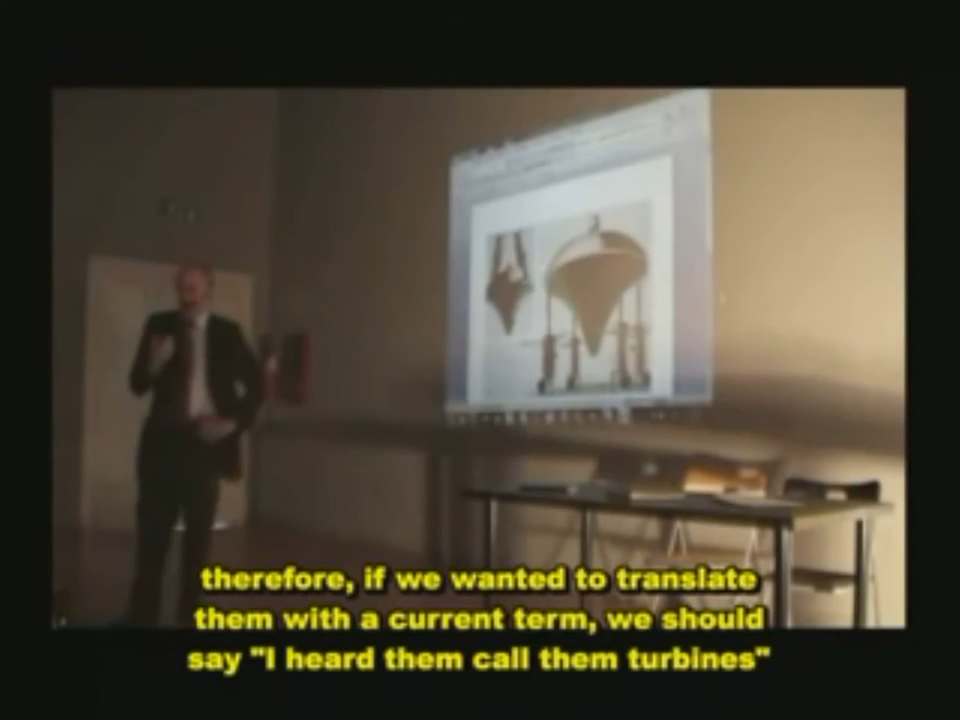 therefore, if we wanted to translate
them with a current term, we should
say "I heard them call them turbines"